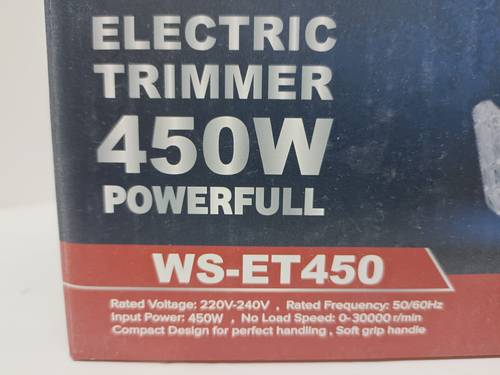 ELECTRIC
TRIMMER
450W
POWERFULL
WS-ET450
Rated Voltage: 220V-240V , Rated Frequency: 50/60Hz
Input Power: 450W , No Load Speed: 0-30000 r/min
Compact Design for perfect handling , Soft grip handle